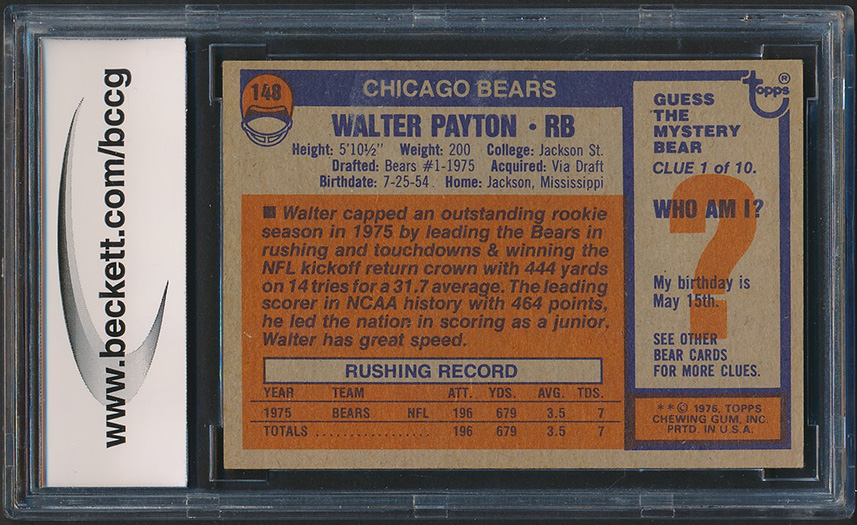 www.beckett.com/bccg
148
CHICAGO BEARS
WALTER PAYTON • RB
Height: 5'10½" Weight: 200 College: Jackson St.
Drafted: Bears #1-1975 Acquired: Via Draft
Birthdate: 7-25-54 Home: Jackson, Mississippi
■ Walter capped an outstanding rookie
season in 1975 by leading the Bears in
rushing and touchdowns & winning the
NFL kickoff return crown with 444 yards
on 14 tries for a 31.7 average. The leading
scorer in NCAA history with 464 points,
he led the nation in scoring as a junior.
Walter has great speed.
RUSHING RECORD
YEAR TEAM ATT. YDS. AVG. TDS.
1975 BEARS NFL 196 679 3.5 7
TOTALS .................... 196 679 3.5 7
topps®
GUESS
THE
MYSTERY
BEAR
CLUE 1 of 10.
?
WHO AM I?
My birthday is
May 15th.
SEE OTHER
BEAR CARDS
FOR MORE CLUES.
**© 1976, TOPPS
CHEWING GUM, INC.
PRTD. IN U.S.A.